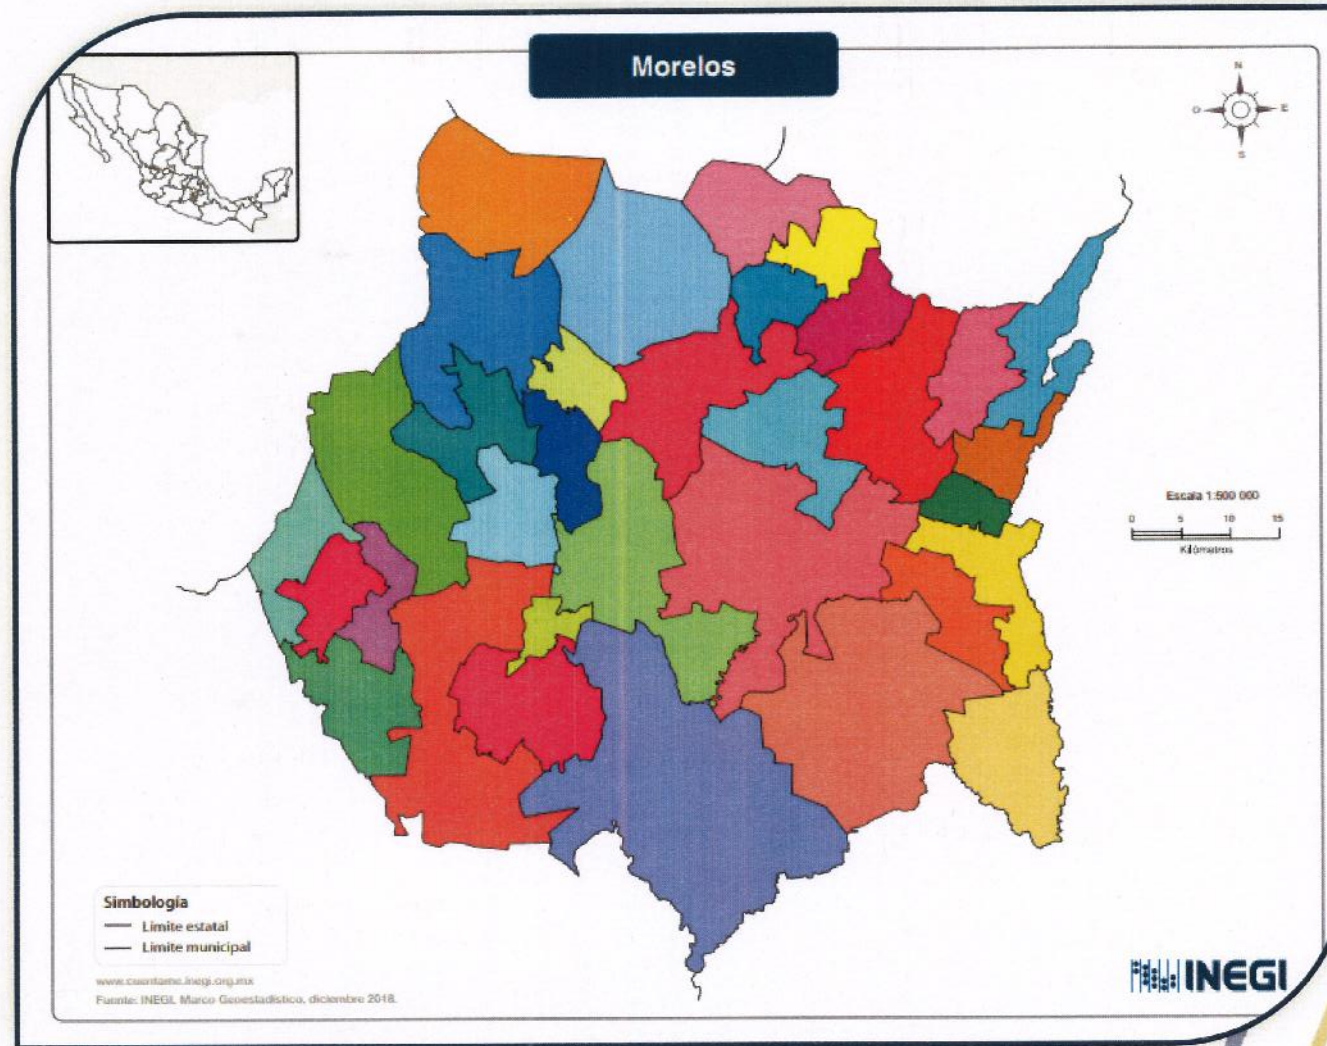 Morelos
N
O
E
S
Escala 1:500 000
0 5 10 15
Kilómetros
Simbología
Límite estatal
Límite municipal
www.cuentame.inegi.org.mx
Fuente: INEGI. Marco Geoestadístico, diciembre 2018.
INEGI